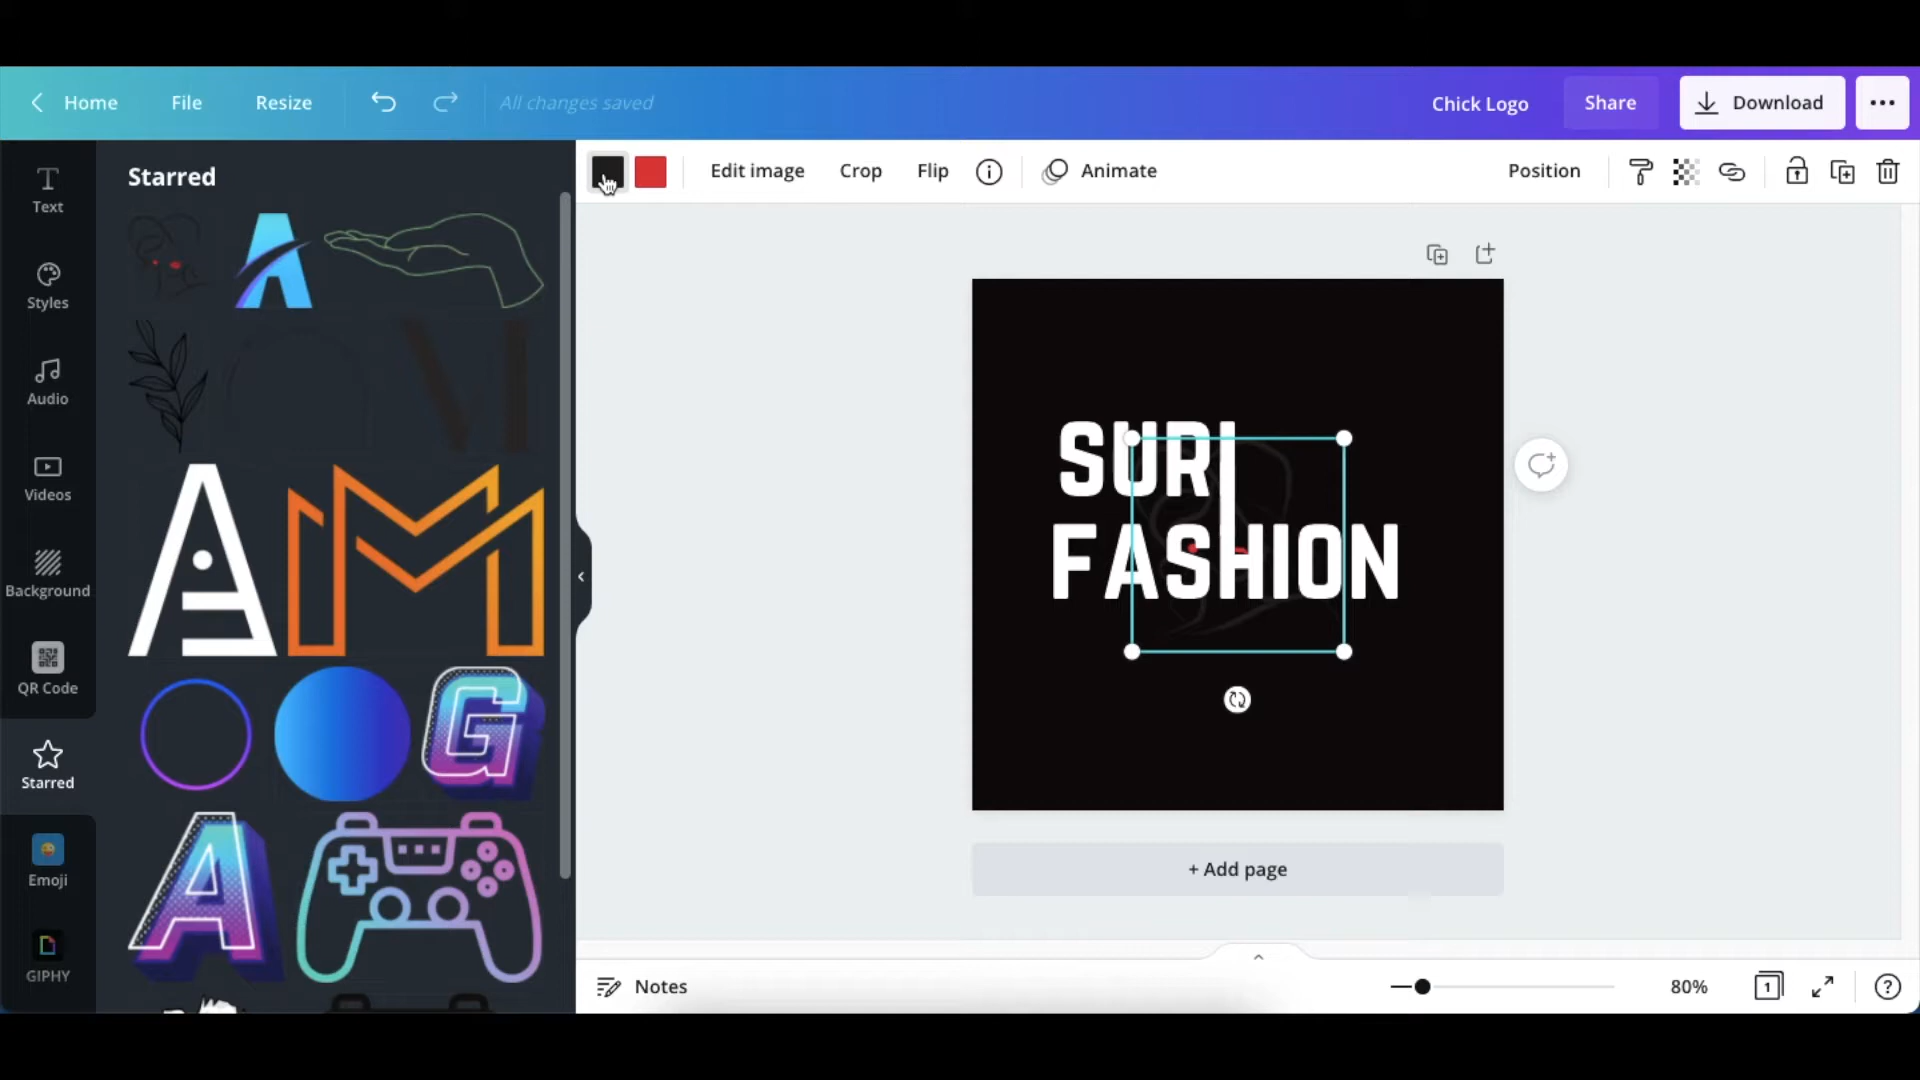 Home File Resize All changes saved Chick Logo Share Download
Text
Styles
Audio
Videos
Background
QR Code
Starred
Emoji
GIPHY
Starred
A
A M
G
A
Edit image Crop Flip Animate Position
SURI
FASHION
+ Add page
Notes 80% 1 ?